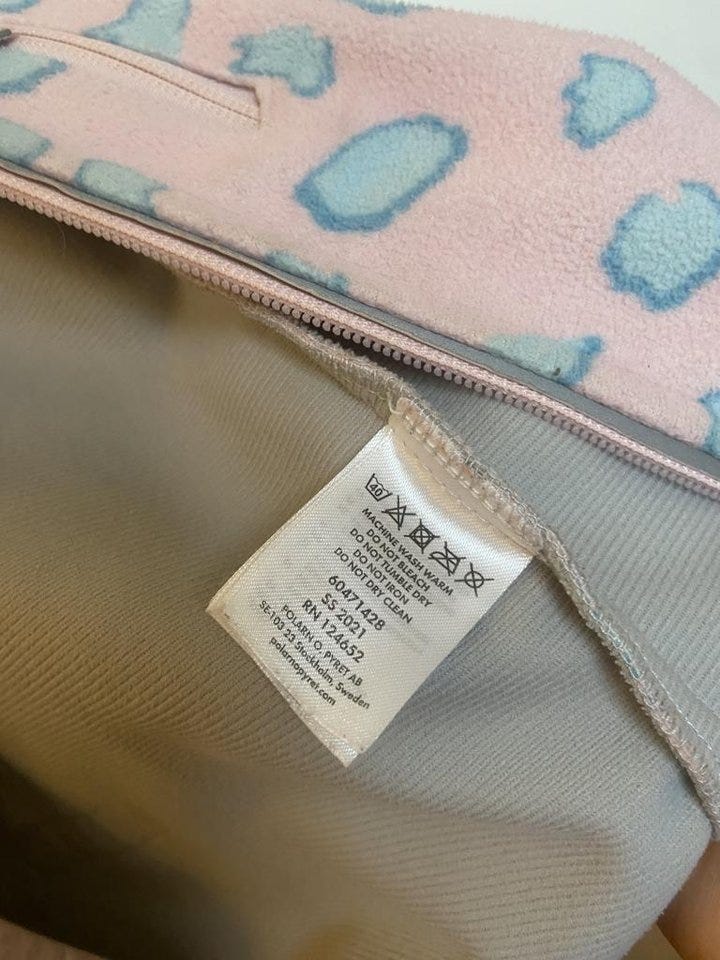 40
MACHINE WASH WARM
DO NOT BLEACH
DO NOT TUMBLE DRY
DO NOT IRON
DO NOT DRY CLEAN
60471428
SS 2021
RN 124652
POLARN O. PYRET AB
SE-103 23 Stockholm, Sweden
polarnopyret.com